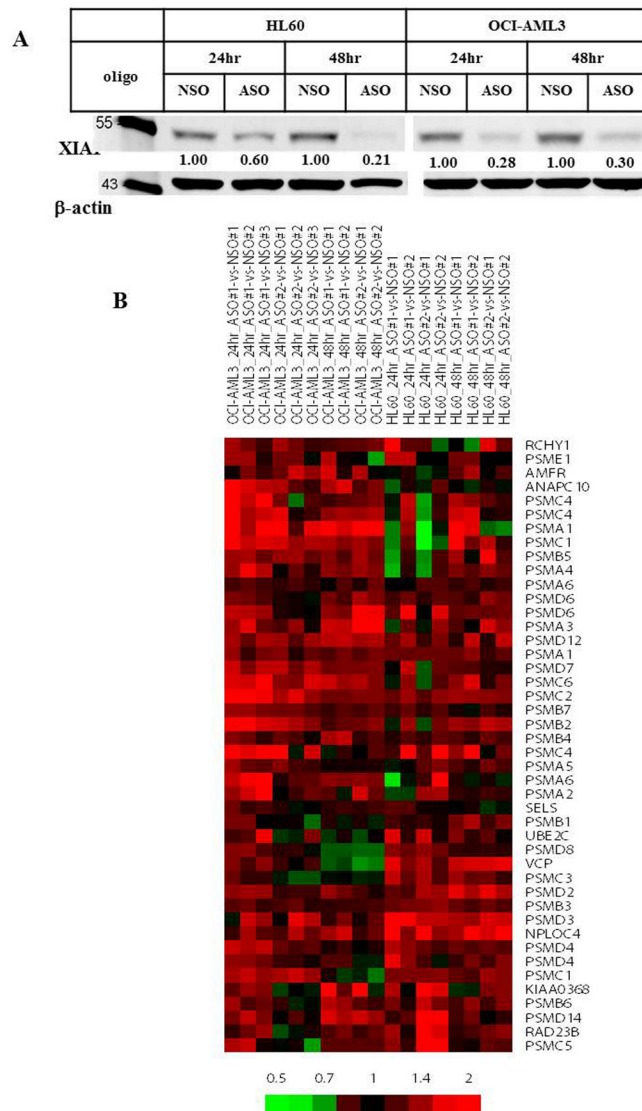 A
HL60 OCI-AML3
oligo 24hr 48hr 24hr 48hr
NSO ASO NSO ASO NSO ASO NSO ASO
55
XIA
1.00 0.60 1.00 0.21 1.00 0.28 1.00 0.30
43
β-actin
B
OCI-AML3_24hr_ASO#1-vs-NSO#1
OCI-AML3_24hr_ASO#1-vs-NSO#2
OCI-AML3_24hr_ASO#1-vs-NSO#3
OCI-AML3_24hr_ASO#2-vs-NSO#1
OCI-AML3_24hr_ASO#2-vs-NSO#2
OCI-AML3_24hr_ASO#2-vs-NSO#3
OCI-AML3_48hr_ASO#1-vs-NSO#1
OCI-AML3_48hr_ASO#1-vs-NSO#2
OCI-AML3_48hr_ASO#2-vs-NSO#1
OCI-AML3_48hr_ASO#2-vs-NSO#2
HL60_24hr_ASO#1-vs-NSO#1
HL60_24hr_ASO#1-vs-NSO#2
HL60_24hr_ASO#2-vs-NSO#1
HL60_24hr_ASO#2-vs-NSO#2
HL60_48hr_ASO#1-vs-NSO#1
HL60_48hr_ASO#1-vs-NSO#2
HL60_48hr_ASO#2-vs-NSO#1
HL60_48hr_ASO#2-vs-NSO#2
RCHY1
PSME1
AMFR
ANAPC10
PSMC4
PSMC4
PSMA1
PSMC1
PSMB5
PSMA4
PSMA6
PSMD6
PSMD6
PSMA3
PSMD12
PSMA1
PSMD7
PSMC6
PSMC2
PSMB7
PSMB2
PSMB4
PSMC4
PSMA5
PSMA6
PSMA2
SELS
PSMB1
UBE2C
PSMD8
VCP
PSMC3
PSMD2
PSMB3
PSMD3
NPLOC4
PSMD4
PSMD4
PSMC1
KIAA0368
PSMB6
PSMD14
RAD23B
PSMC5
0.5 0.7 1 1.4 2